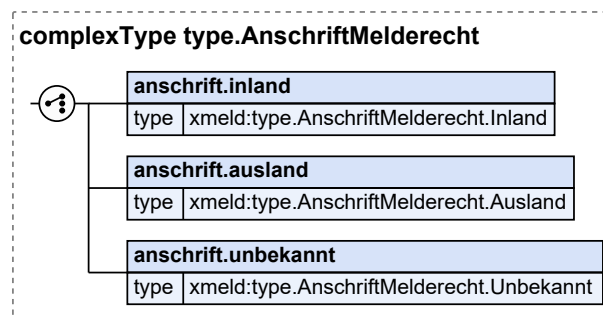 complexType type.AnschriftMelderecht
anschrift.inland
type xmeld:type.AnschriftMelderecht.Inland
anschrift.ausland
type xmeld:type.AnschriftMelderecht.Ausland
anschrift.unbekannt
type xmeld:type.AnschriftMelderecht.Unbekannt